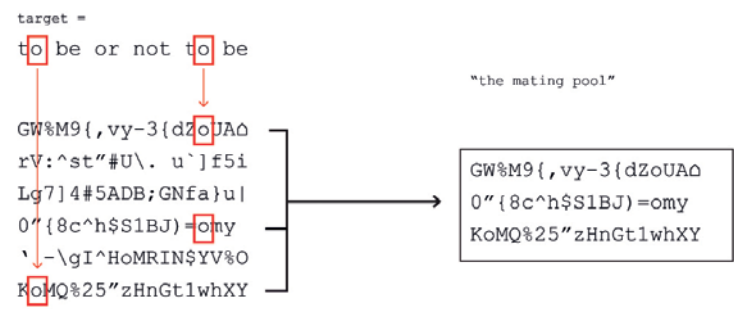 target =
to be or not to be
"the mating pool"
GW%M9{,vy-3{dZoUA⌂
rV:^st"#U\. u`]f5i
Lg7]4#5ADB;GNfa}u|
0"{8c^h$S1BJ)=omy
` -\gI^HoMRIN$YV%O
KoMQ%25"zHnGt1whXY
GW%M9{,vy-3{dZoUA⌂
0"{8c^h$S1BJ)=omy
KoMQ%25"zHnGt1whXY